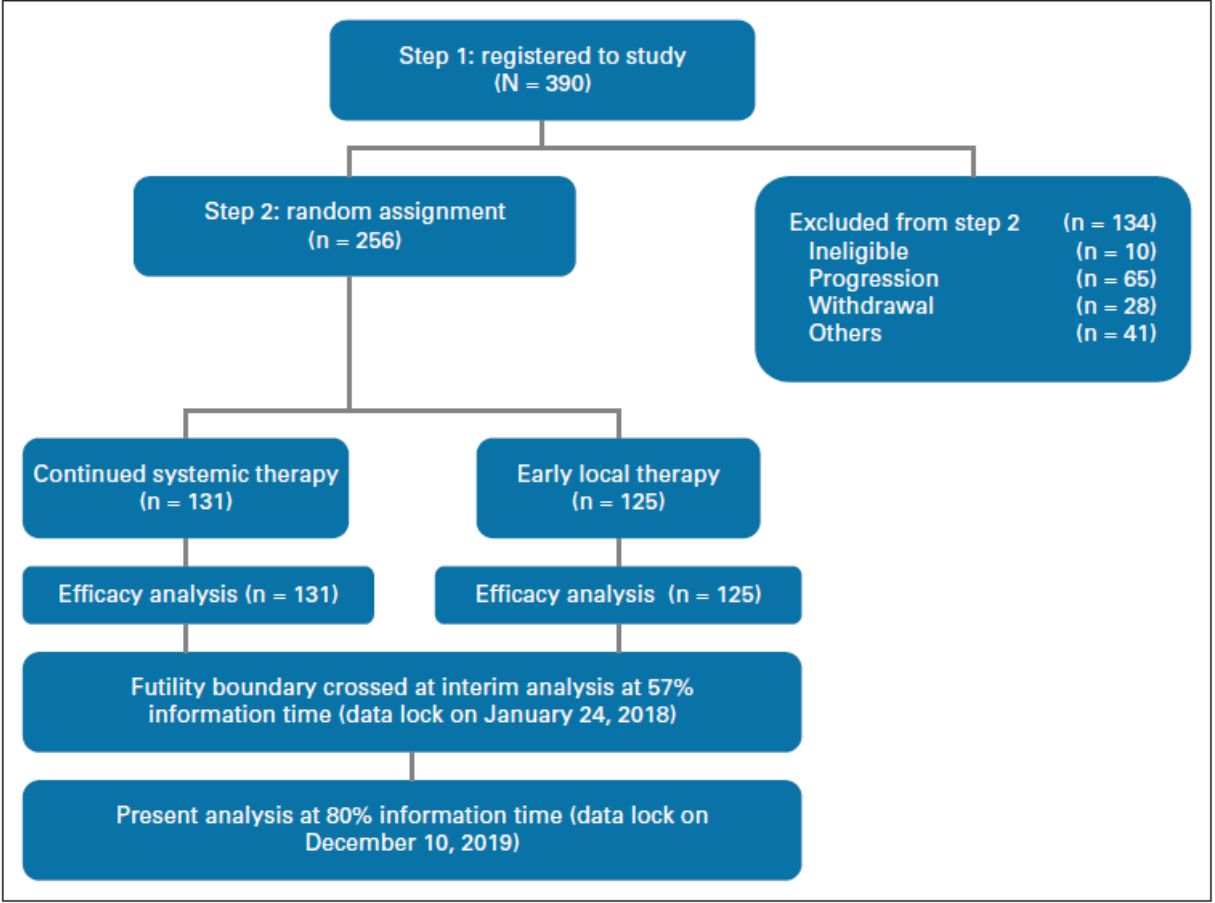 Step 1: registered to study
(N = 390)
Step 2: random assignment
(n = 256)
Excluded from step 2 (n = 134)
Ineligible (n = 10)
Progression (n = 65)
Withdrawal (n = 28)
Others (n = 41)
Continued systemic therapy
(n = 131)
Early local therapy
(n = 125)
Efficacy analysis (n = 131)
Efficacy analysis (n = 125)
Futility boundary crossed at interim analysis at 57%
information time (data lock on January 24, 2018)
Present analysis at 80% information time (data lock on
December 10, 2019)